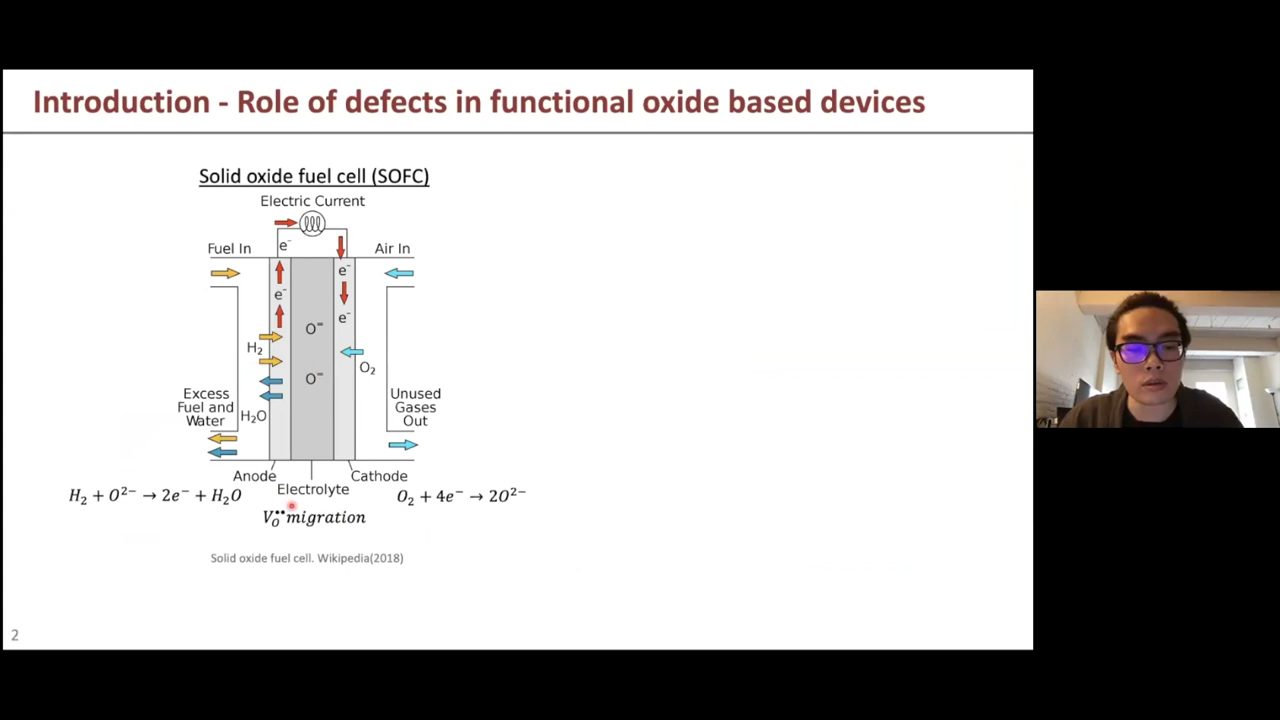 Introduction - Role of defects in functional oxide based devices
Solid oxide fuel cell (SOFC)
Electric Current
Fuel In
e⁻
Air In
e⁻
e⁻
e⁻
O⁼
H₂
O₂
O⁼
Excess
Fuel and
Water
H₂O
Unused
Gases
Out
Anode
Cathode
Electrolyte
H₂ + O²⁻ → 2e⁻ + H₂O
O₂ + 4e⁻ → 2O²⁻
V_O^•• migration
Solid oxide fuel cell. Wikipedia(2018)
2